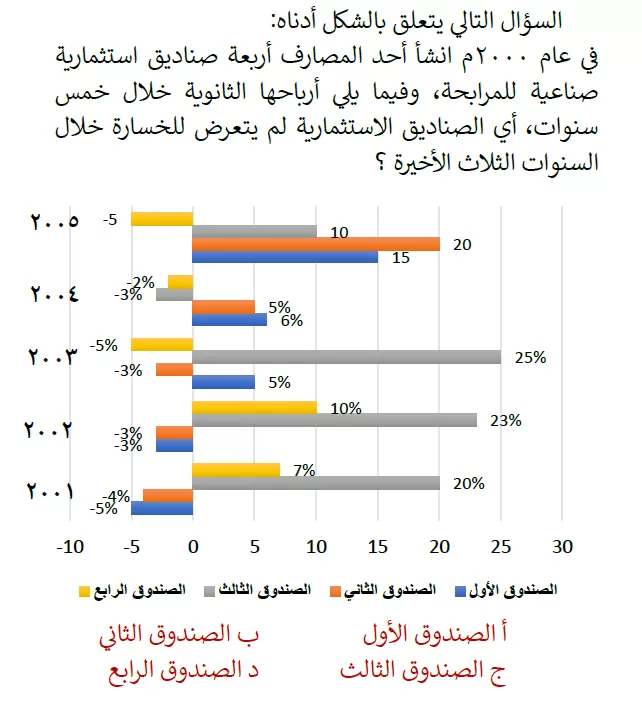 السؤال التالي يتعلق بالشكل أدناه:
في عام ٢٠٠٠م انشأ أحد المصارف أربعة صناديق استثمارية
صناعية للمرابحة، وفيما يلي أرباحها الثانوية خلال خمس
سنوات، أي الصناديق الاستثمارية لم يتعرض للخسارة خلال
السنوات الثلاث الأخيرة ؟
٢٠٠٥
-5
10
20
15
٢٠٠٤
-2%
-3%
5%
6%
٢٠٠٣
-5%
25%
-3%
5%
٢٠٠٢
10%
23%
-3%
-3%
٢٠٠١
7%
20%
-4%
-5%
-10 -5 0 5 10 15 20 25 30
الصندوق الأول الصندوق الثاني الصندوق الثالث الصندوق الرابع
أ الصندوق الأول ب الصندوق الثاني
ج الصندوق الثالث د الصندوق الرابع